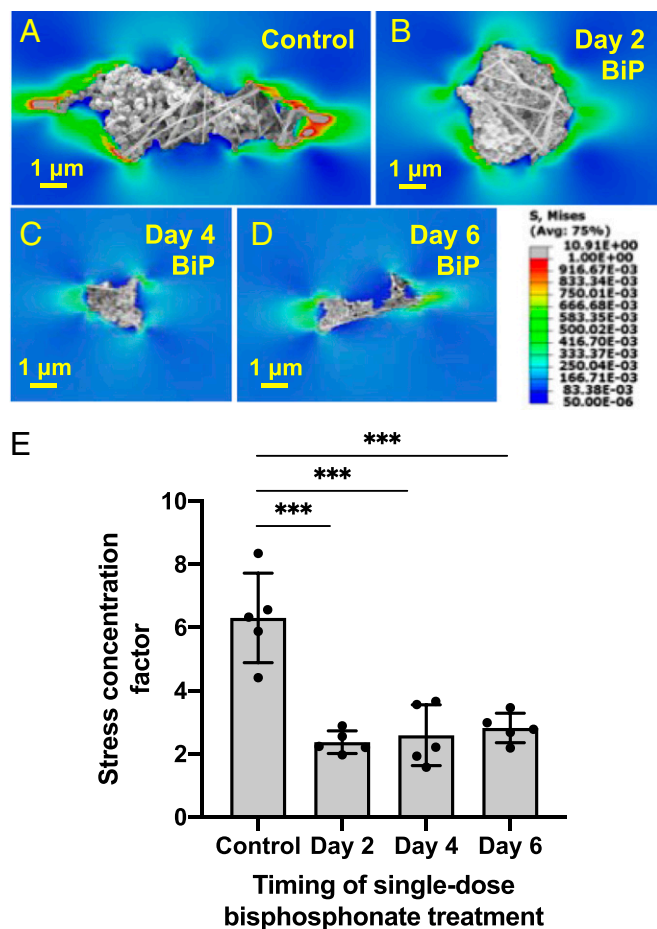 A
Control
1 µm
B
Day 2
BiP
1 µm
C
Day 4
BiP
1 µm
D
Day 6
BiP
1 µm
S, Mises
(Avg: 75%)
10.91E+00
1.00E+00
916.67E-03
833.34E-03
750.01E-03
666.68E-03
583.35E-03
500.02E-03
416.70E-03
333.37E-03
250.04E-03
166.71E-03
83.38E-03
50.00E-06
E
***
***
***
10
8
6
4
2
0
Stress concentration
factor
Control Day 2 Day 4 Day 6
Timing of single-dose
bisphosphonate treatment